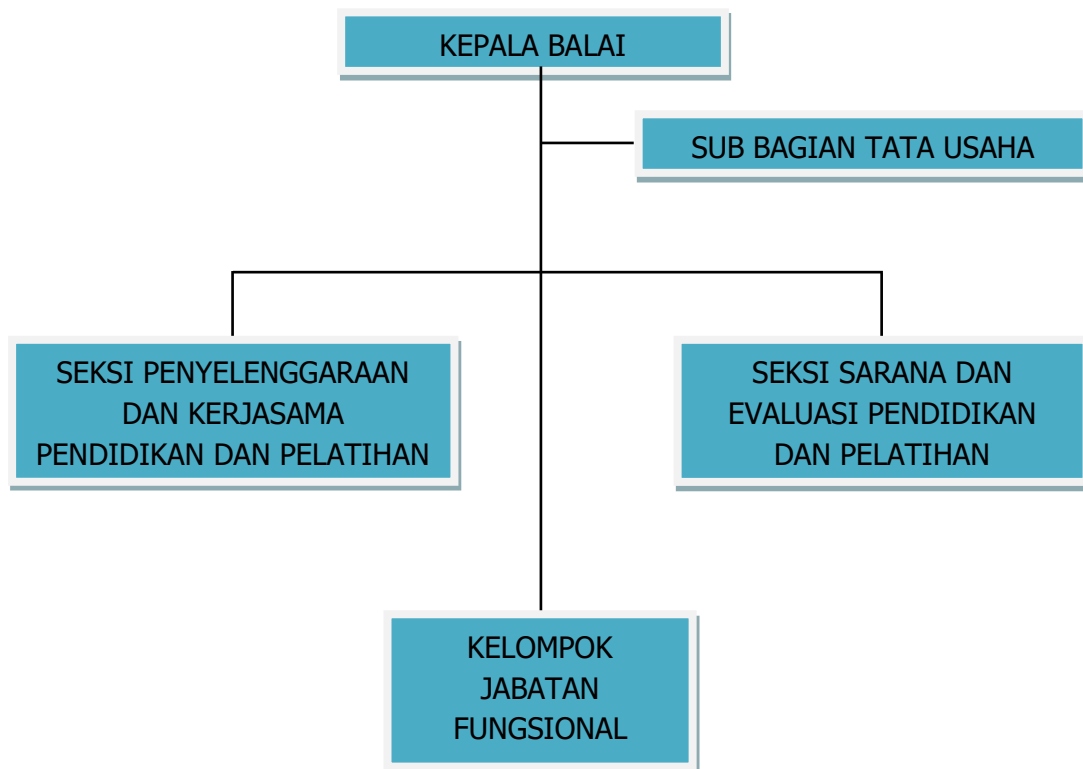 KEPALA BALAI
SUB BAGIAN TATA USAHA
SEKSI PENYELENGGARAAN
DAN KERJASAMA
PENDIDIKAN DAN PELATIHAN
SEKSI SARANA DAN
EVALUASI PENDIDIKAN
DAN PELATIHAN
KELOMPOK
JABATAN
FUNGSIONAL